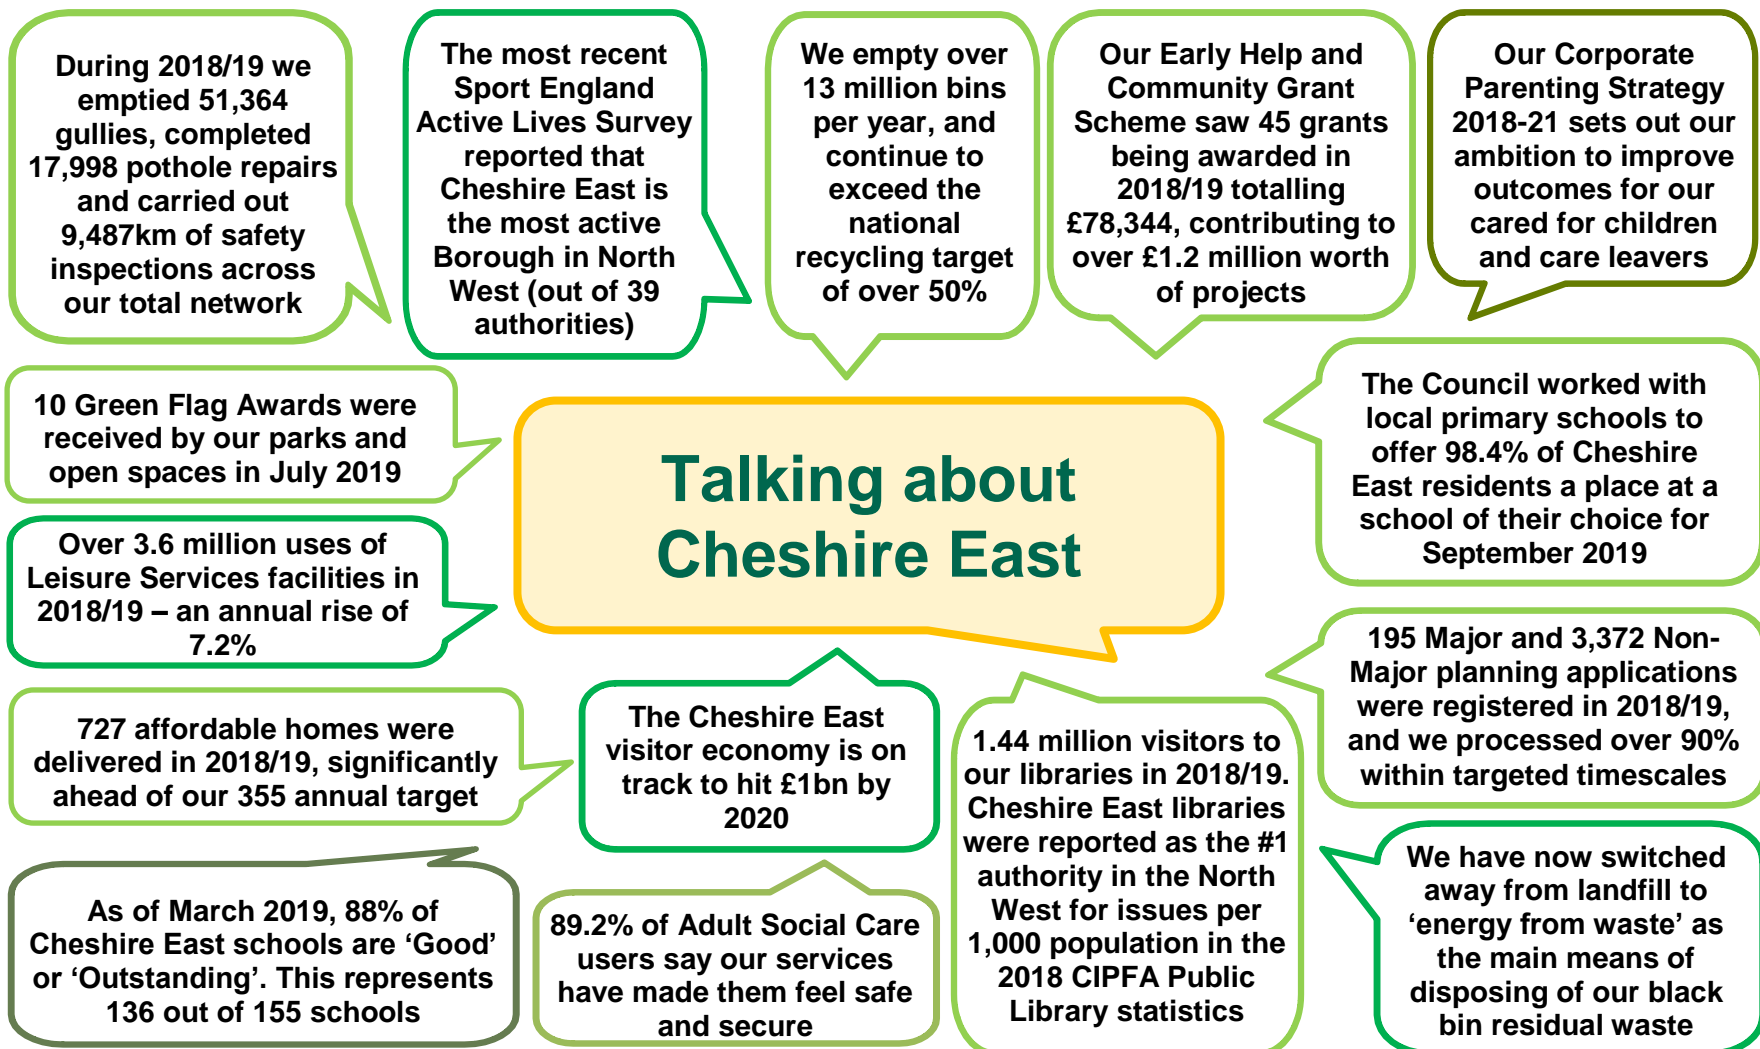 During 2018/19 we
emptied 51,364
gullies, completed
17,998 pothole repairs
and carried out
9,487km of safety
inspections across
our total network
The most recent
Sport England
Active Lives Survey
reported that
Cheshire East is
the most active
Borough in North
West (out of 39
authorities)
We empty over
13 million bins
per year, and
continue to
exceed the
national
recycling target
of over 50%
Our Early Help and
Community Grant
Scheme saw 45 grants
being awarded in
2018/19 totalling
£78,344, contributing to
over £1.2 million worth
of projects
Our Corporate
Parenting Strategy
2018-21 sets out our
ambition to improve
outcomes for our
cared for children
and care leavers
10 Green Flag Awards were
received by our parks and
open spaces in July 2019
Talking about
Cheshire East
The Council worked with
local primary schools to
offer 98.4% of Cheshire
East residents a place at a
school of their choice for
September 2019
Over 3.6 million uses of
Leisure Services facilities in
2018/19 – an annual rise of
7.2%
195 Major and 3,372 Non-
Major planning applications
were registered in 2018/19,
and we processed over 90%
within targeted timescales
727 affordable homes were
delivered in 2018/19, significantly
ahead of our 355 annual target
The Cheshire East
visitor economy is on
track to hit £1bn by
2020
1.44 million visitors to
our libraries in 2018/19.
Cheshire East libraries
were reported as the #1
authority in the North
West for issues per
1,000 population in the
2018 CIPFA Public
Library statistics
We have now switched
away from landfill to
‘energy from waste’ as
the main means of
disposing of our black
bin residual waste
As of March 2019, 88% of
Cheshire East schools are ‘Good’
or ‘Outstanding’. This represents
136 out of 155 schools
89.2% of Adult Social Care
users say our services
have made them feel safe
and secure